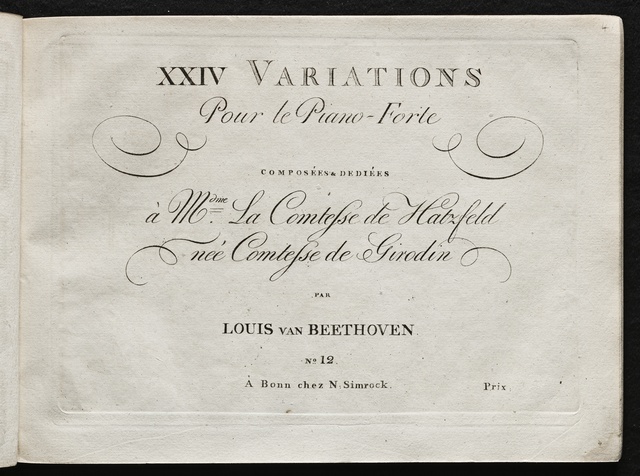 XXIV VARIATIONS
Pour le Piano-Forte
COMPOSÉES & DEDIÉES
à Mdme. La Comteſse de Hatzfeld
née Comteſse de Girodin
PAR
LOUIS VAN BEETHOVEN.
No 12.
À Bonn chez N. Simrock.
Prix